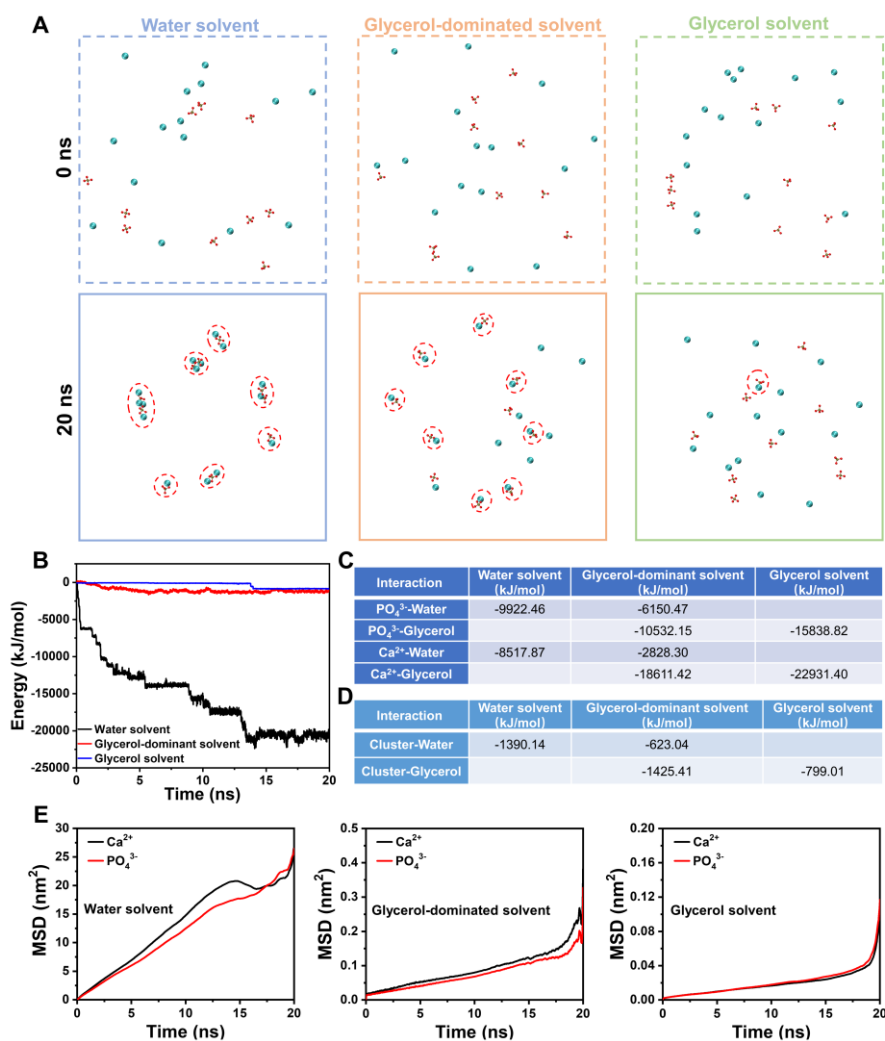 A
Water solvent
Glycerol-dominated solvent
Glycerol solvent
0 ns
20 ns
B
0
-5000
-10000
-15000
-20000
-25000
Energy (kJ/mol)
Water solvent
Glycerol-dominant solvent
Glycerol solvent
0 5 10 15 20
Time (ns)
C
Interaction Water solvent (kJ/mol) Glycerol-dominant solvent (kJ/mol) Glycerol solvent (kJ/mol)
PO₄³⁻-Water -9922.46 -6150.47
PO₄³⁻-Glycerol -10532.15 -15838.82
Ca²⁺-Water -8517.87 -2828.30
Ca²⁺-Glycerol -18611.42 -22931.40
D
Interaction Water solvent (kJ/mol) Glycerol-dominant solvent (kJ/mol) Glycerol solvent (kJ/mol)
Cluster-Water -1390.14 -623.04
Cluster-Glycerol -1425.41 -799.01
E
30
25
20
15
10
5
0
MSD (nm²)
Ca²⁺
PO₄³⁻
Water solvent
0 5 10 15 20
Time (ns)
0.5
0.4
0.3
0.2
0.1
0.0
MSD (nm²)
Ca²⁺
PO₄³⁻
Glycerol-dominated solvent
0 5 10 15 20
Time (ns)
0.20
0.16
0.12
0.08
0.04
0.00
MSD (nm²)
Ca²⁺
PO₄³⁻
Glycerol solvent
0 5 10 15 20
Time (ns)